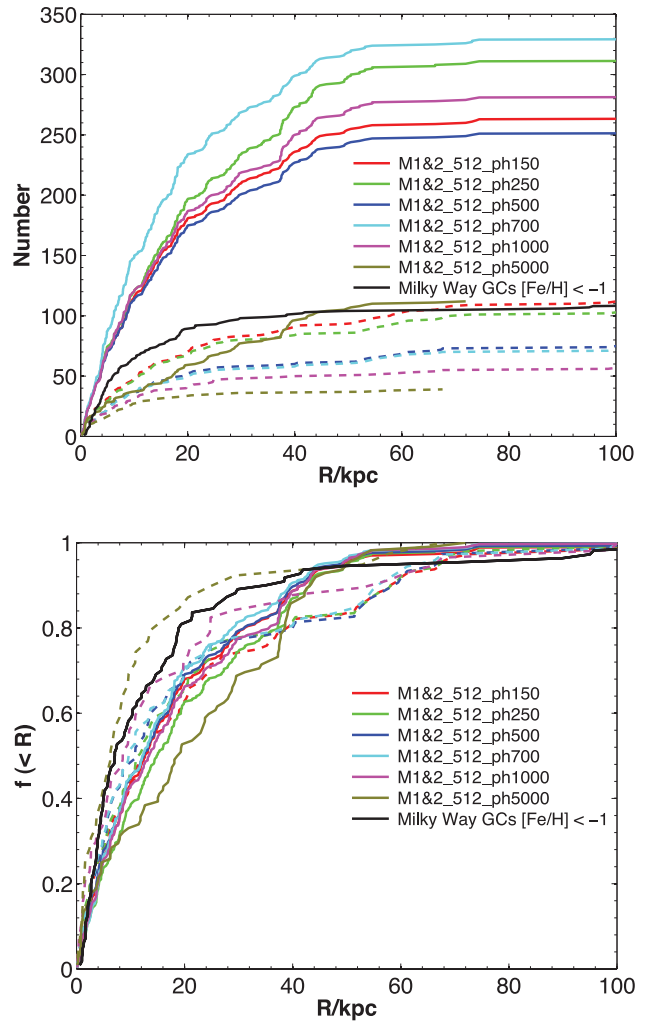 350
300
250
200
150
100
50
0
Number
M1&2_512_ph150
M1&2_512_ph250
M1&2_512_ph500
M1&2_512_ph700
M1&2_512_ph1000
M1&2_512_ph5000
Milky Way GCs [Fe/H] < −1
0 20 40 60 80 100
R/kpc
1
0.8
0.6
0.4
0.2
0
f (< R)
M1&2_512_ph150
M1&2_512_ph250
M1&2_512_ph500
M1&2_512_ph700
M1&2_512_ph1000
M1&2_512_ph5000
Milky Way GCs [Fe/H] < −1
0 20 40 60 80 100
R/kpc